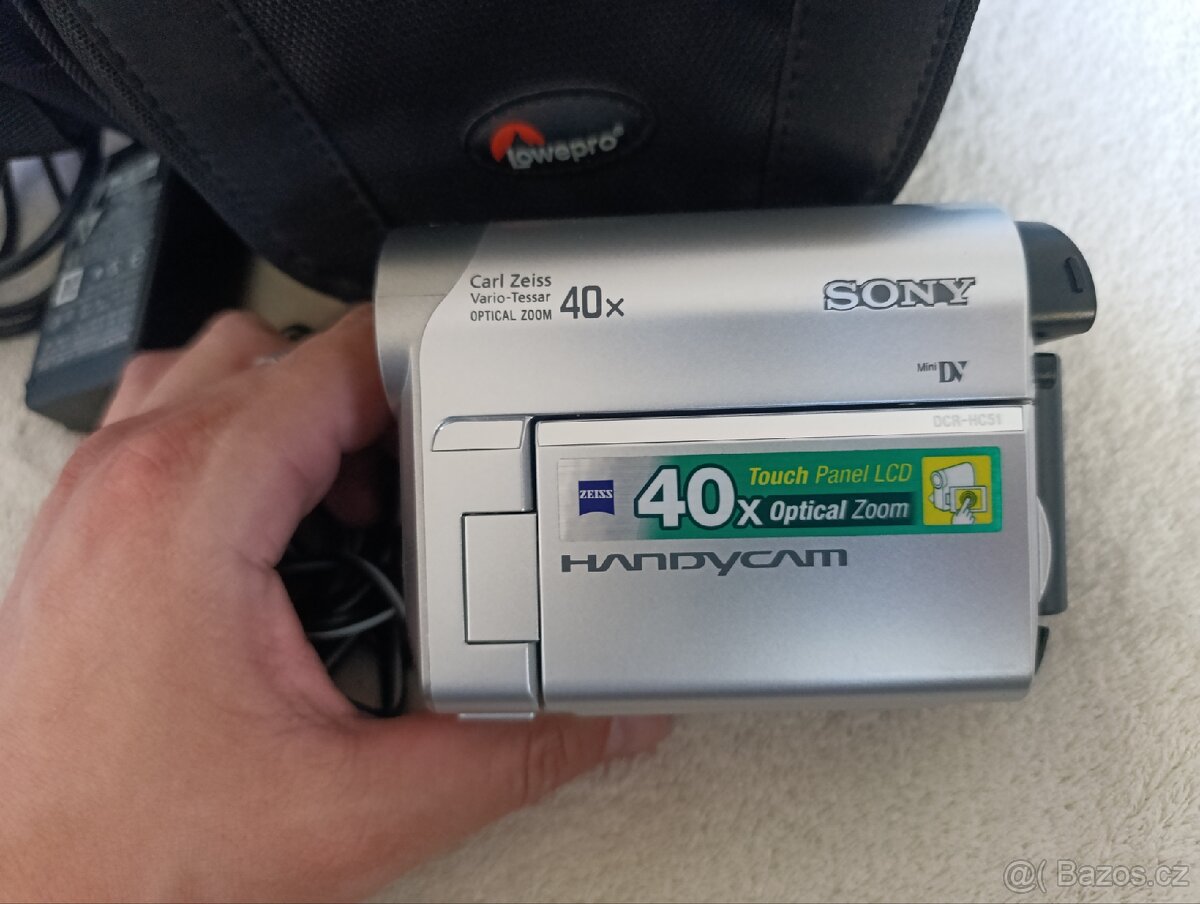 lowepro
Carl Zeiss
Vario-Tessar
OPTICAL ZOOM 40x
SONY
Mini DV
DCR-HC51
ZEISS
40x Touch Panel LCD
Optical Zoom
HANDYCAM
@( Bazos.cz